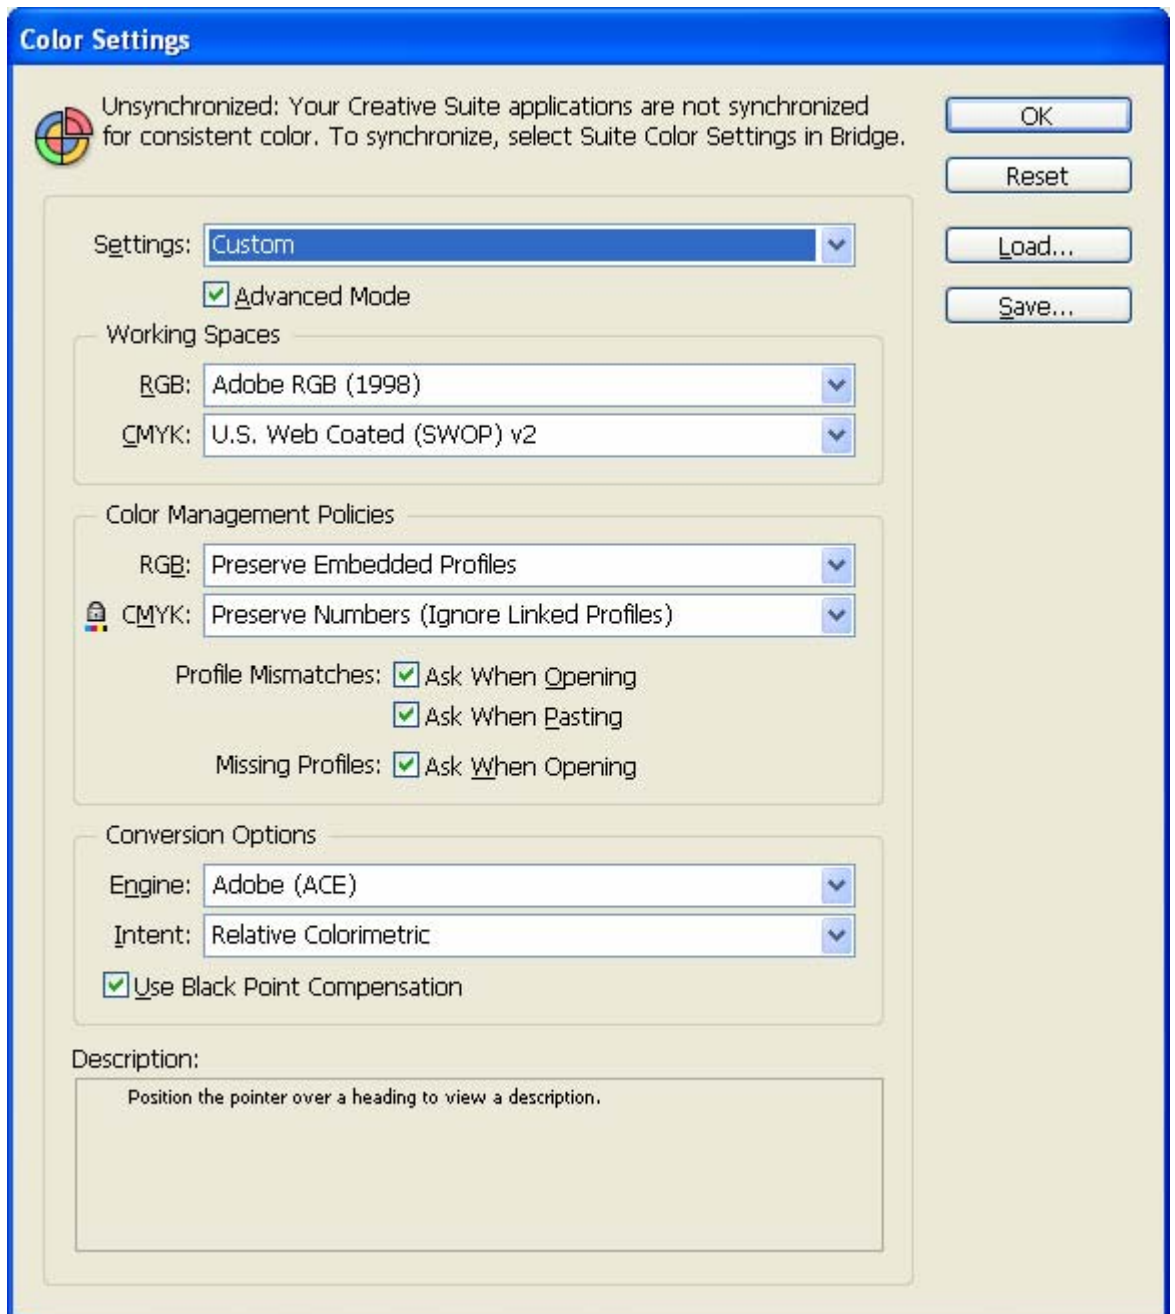 Color Settings
Unsynchronized: Your Creative Suite applications are not synchronized
for consistent color. To synchronize, select Suite Color Settings in Bridge.
OK
Reset
Load...
Save...
Settings: Custom
Advanced Mode
Working Spaces
RGB: Adobe RGB (1998)
CMYK: U.S. Web Coated (SWOP) v2
Color Management Policies
RGB: Preserve Embedded Profiles
CMYK: Preserve Numbers (Ignore Linked Profiles)
Profile Mismatches: Ask When Opening
Ask When Pasting
Missing Profiles: Ask When Opening
Conversion Options
Engine: Adobe (ACE)
Intent: Relative Colorimetric
Use Black Point Compensation
Description:
Position the pointer over a heading to view a description.